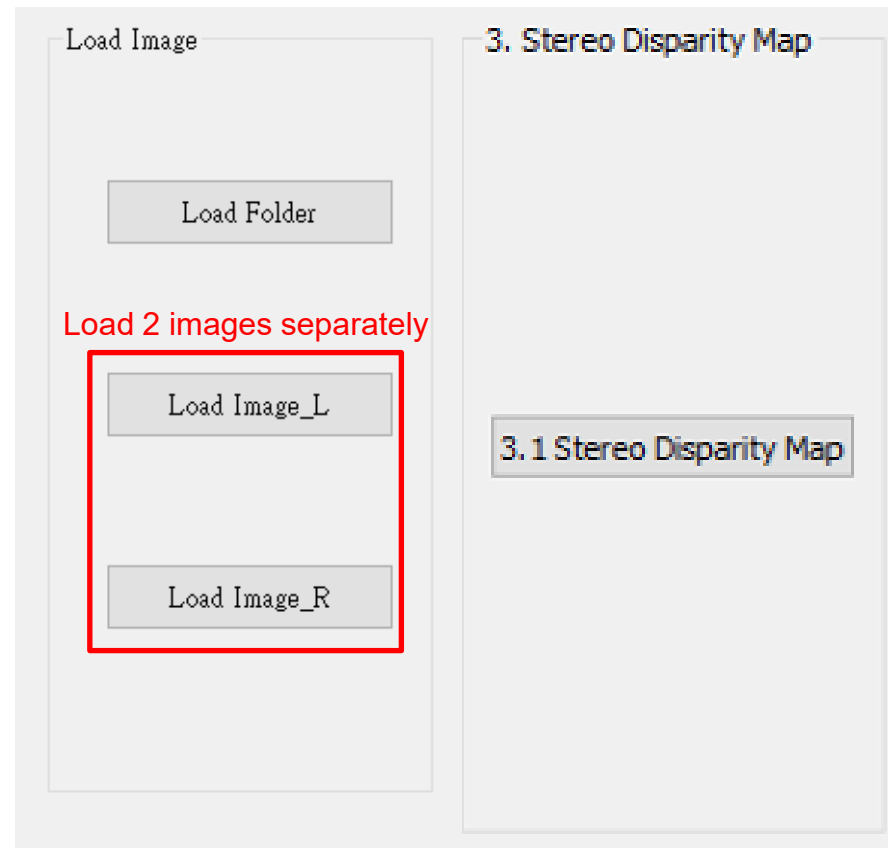 Load Image
Load Folder
Load 2 images separately
Load Image_L
Load Image_R
3. Stereo Disparity Map
3.1 Stereo Disparity Map